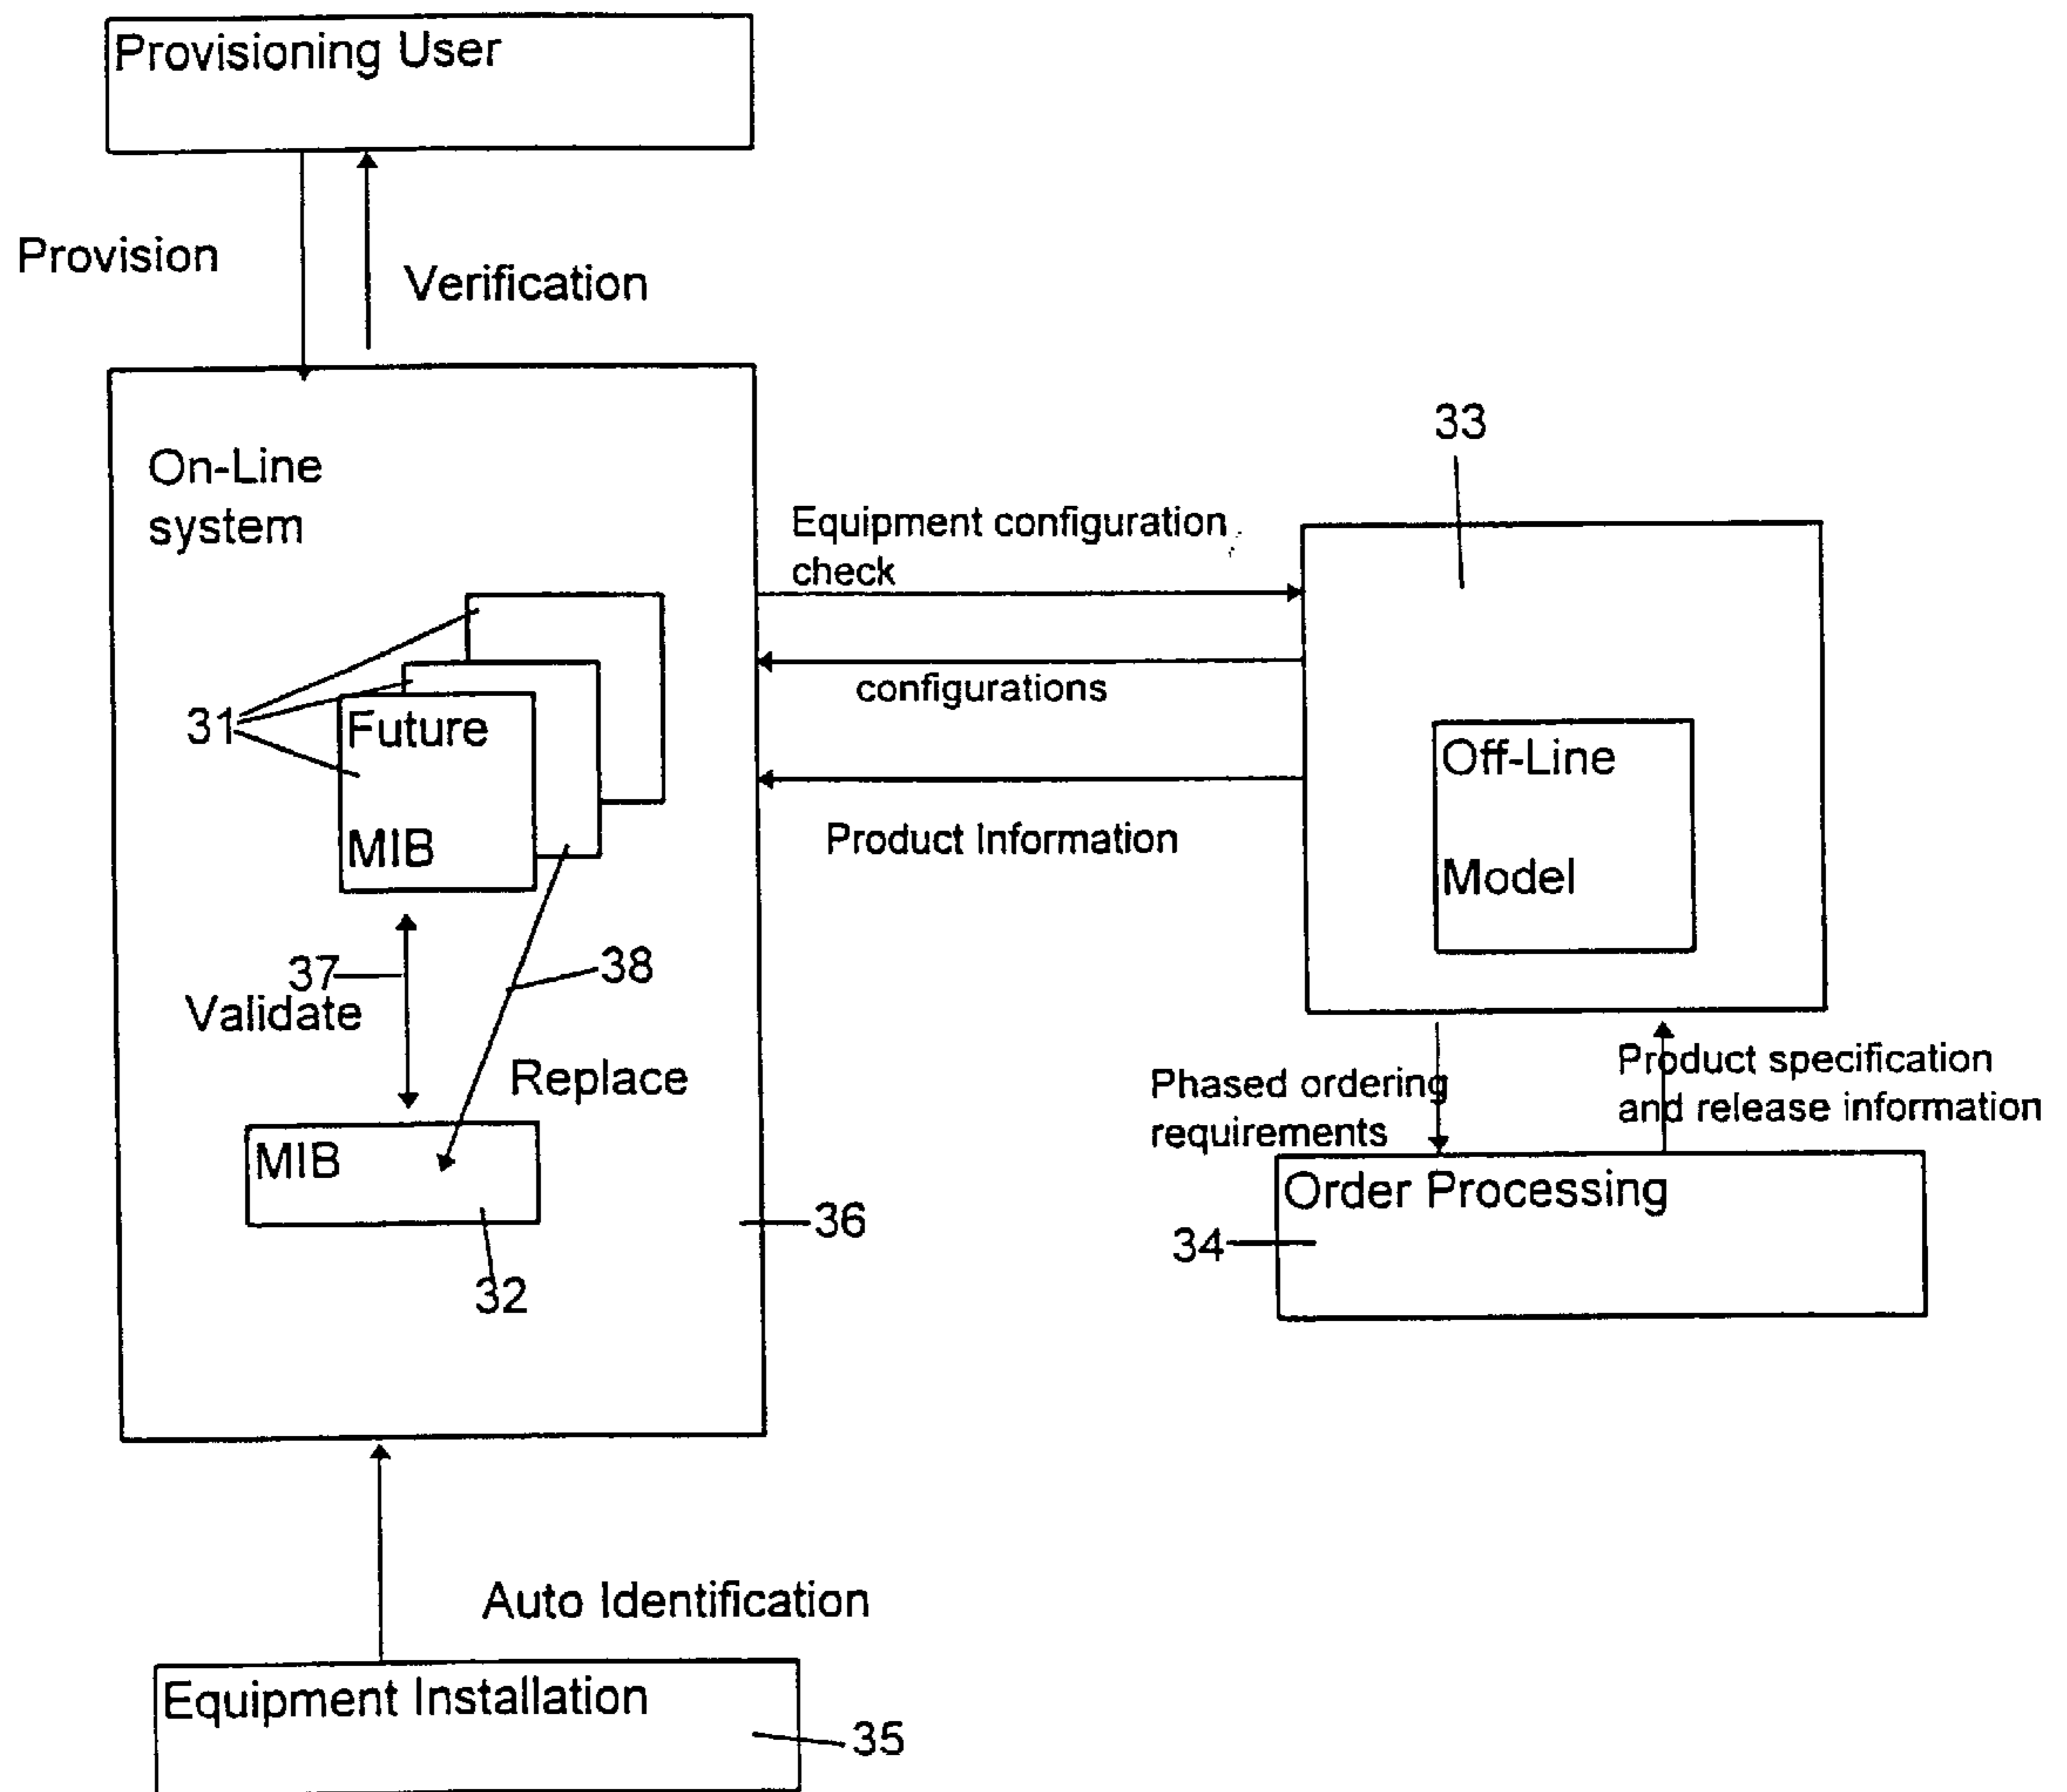 Provisioning User
Provision
Verification
On-Line
system
33
Equipment configuration
check
configurations
31
Future
MIB
Off-Line
Model
Product Information
37
38
Validate
Replace
Phased ordering
requirements
Product specification
and release information
MIB
Order Processing
36
34
32
Auto Identification
Equipment Installation
35